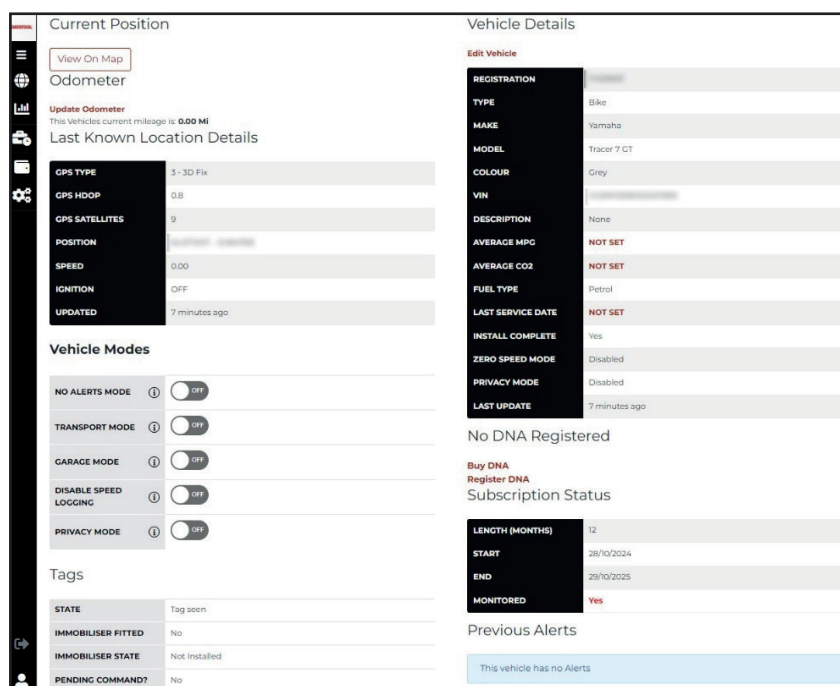 Current Position
View On Map
Odometer
Update Odometer
This Vehicles current mileage is: 0.00 Mi
Last Known Location Details
GPS TYPE 3 - 3D Fix
GPS HDOP 0.8
GPS SATELLITES 9
POSITION
SPEED 0.00
IGNITION OFF
UPDATED 7 minutes ago
Vehicle Modes
NO ALERTS MODE OFF
TRANSPORT MODE OFF
GARAGE MODE OFF
DISABLE SPEED
LOGGING OFF
PRIVACY MODE OFF
Tags
STATE Tag seen
IMMOBILISER FITTED No
IMMOBILISER STATE Not Installed
PENDING COMMAND? No
Vehicle Details
Edit Vehicle
REGISTRATION
TYPE Bike
MAKE Yamaha
MODEL Tracer 7 GT
COLOUR Grey
VIN
DESCRIPTION None
AVERAGE MPG NOT SET
AVERAGE CO2 NOT SET
FUEL TYPE Petrol
LAST SERVICE DATE NOT SET
INSTALL COMPLETE Yes
ZERO SPEED MODE Disabled
PRIVACY MODE Disabled
LAST UPDATE 7 minutes ago
No DNA Registered
Buy DNA
Register DNA
Subscription Status
LENGTH (MONTHS) 12
START 28/10/2024
END 29/10/2025
MONITORED Yes
Previous Alerts
This vehicle has no Alerts